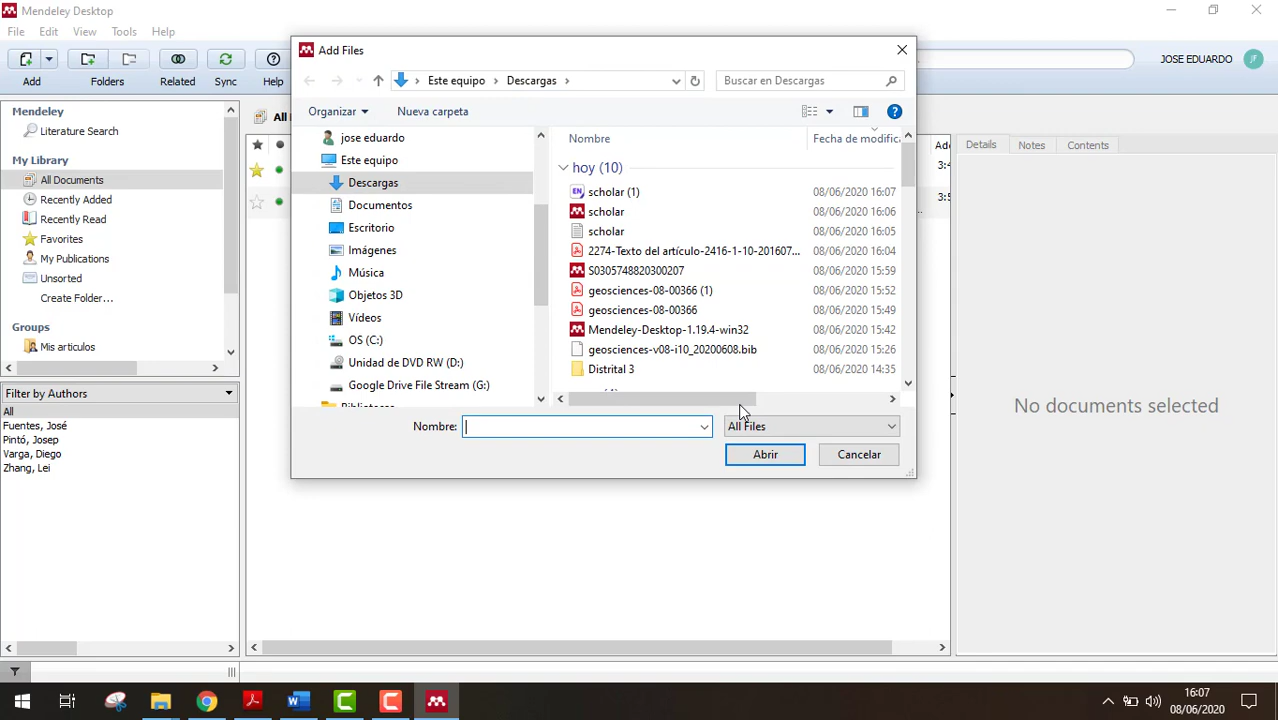 Mendeley Desktop
File Edit View Tools Help
Add Folders Related Sync Help
JOSE EDUARDO JF
Mendeley
Literature Search
My Library
All Documents
Recently Added
Recently Read
Favorites
My Publications
Unsorted
Create Folder...
Groups
Mis articulos
Filter by Authors
All
Fuentes, José
Pintó, Josep
Varga, Diego
Zhang, Lei
All
Add Files
Este equipo Descargas
Buscar en Descargas
Organizar Nueva carpeta
jose eduardo
Este equipo
Descargas
Documentos
Escritorio
Imágenes
Música
Objetos 3D
Vídeos
OS (C:)
Unidad de DVD RW (D:)
Google Drive File Stream (G:)
Nombre Fecha de modific
hoy (10)
EN scholar (1) 08/06/2020 16:07
scholar 08/06/2020 16:06
scholar 08/06/2020 16:05
2274-Texto del artículo-2416-1-10-201607... 08/06/2020 16:04
S0305748820300207 08/06/2020 15:59
geosciences-08-00366 (1) 08/06/2020 15:52
geosciences-08-00366 08/06/2020 15:49
Mendeley-Desktop-1.19.4-win32 08/06/2020 15:42
geosciences-v08-i10_20200608.bib 08/06/2020 15:26
Distrital 3 08/06/2020 14:35
Nombre:
All Files
Abrir Cancelar
Ad
3:4
3:5
Details Notes Contents
No documents selected
16:07
08/06/2020